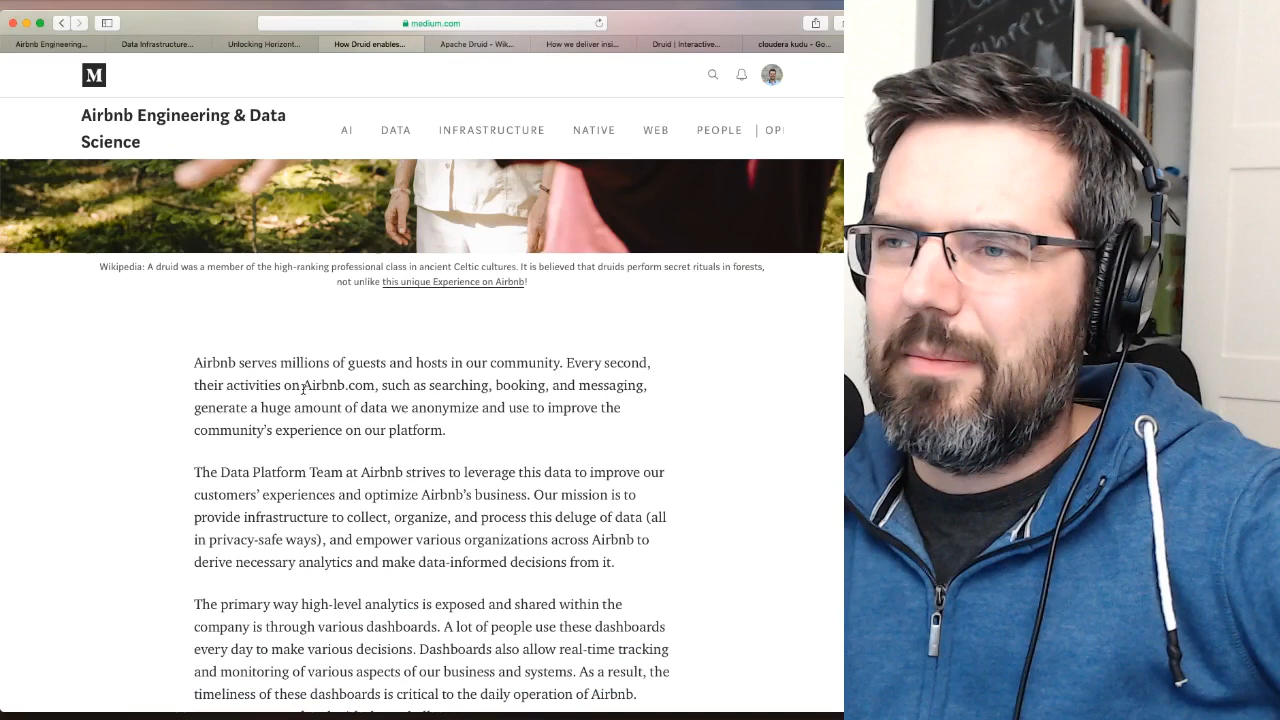 medium.com
Airbnb Engineering...
Data Infrastructure...
Unlocking Horizont...
How Druid enables...
Apache Druid - Wik...
How we deliver insi...
Druid | Interactive...
cloudera kudu - Go...
M
Airbnb Engineering & Data
Science
AI
DATA
INFRASTRUCTURE
NATIVE
WEB
PEOPLE
Wikipedia: A druid was a member of the high-ranking professional class in ancient Celtic cultures. It is believed that druids perform secret rituals in forests,
not unlike this unique Experience on Airbnb!
Airbnb serves millions of guests and hosts in our community. Every second,
their activities on Airbnb.com, such as searching, booking, and messaging,
generate a huge amount of data we anonymize and use to improve the
community’s experience on our platform.
The Data Platform Team at Airbnb strives to leverage this data to improve our
customers’ experiences and optimize Airbnb’s business. Our mission is to
provide infrastructure to collect, organize, and process this deluge of data (all
in privacy-safe ways), and empower various organizations across Airbnb to
derive necessary analytics and make data-informed decisions from it.
The primary way high-level analytics is exposed and shared within the
company is through various dashboards. A lot of people use these dashboards
every day to make various decisions. Dashboards also allow real-time tracking
and monitoring of various aspects of our business and systems. As a result, the
timeliness of these dashboards is critical to the daily operation of Airbnb.